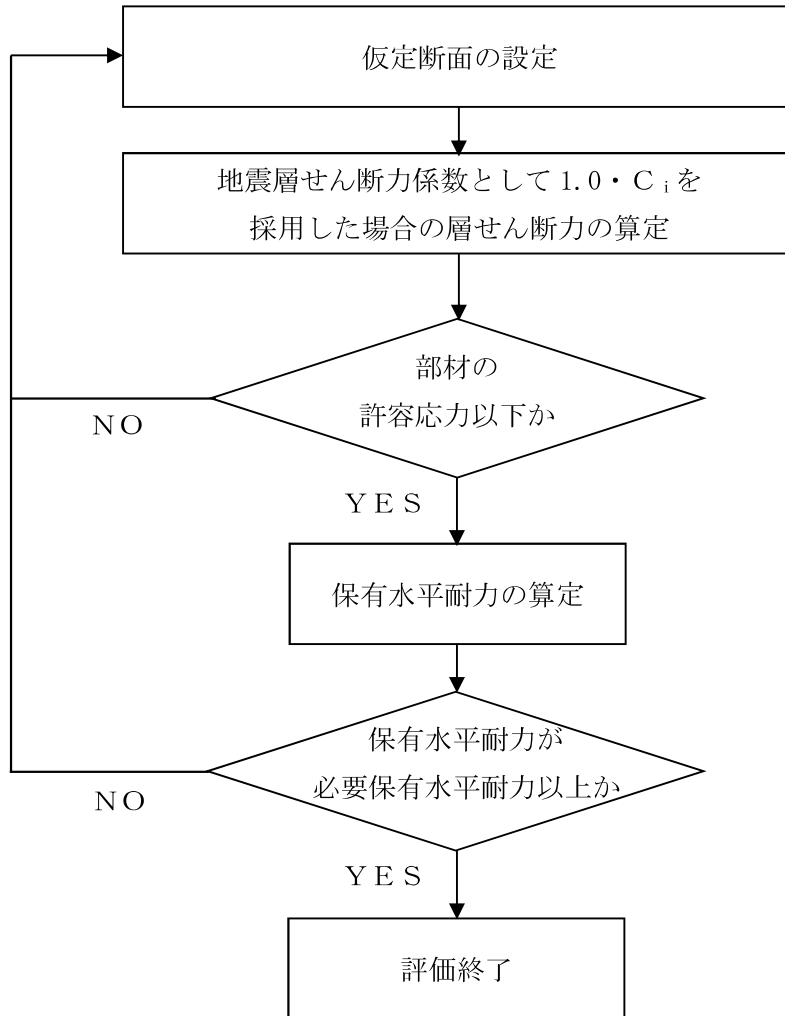 仮定断面の設定
地震層せん断力係数として1.0・Ｃｉを
採用した場合の層せん断力の算定
部材の
許容応力以下か
ＮＯ
ＹＥＳ
保有水平耐力の算定
保有水平耐力が
必要保有水平耐力以上か
ＮＯ
ＹＥＳ
評価終了